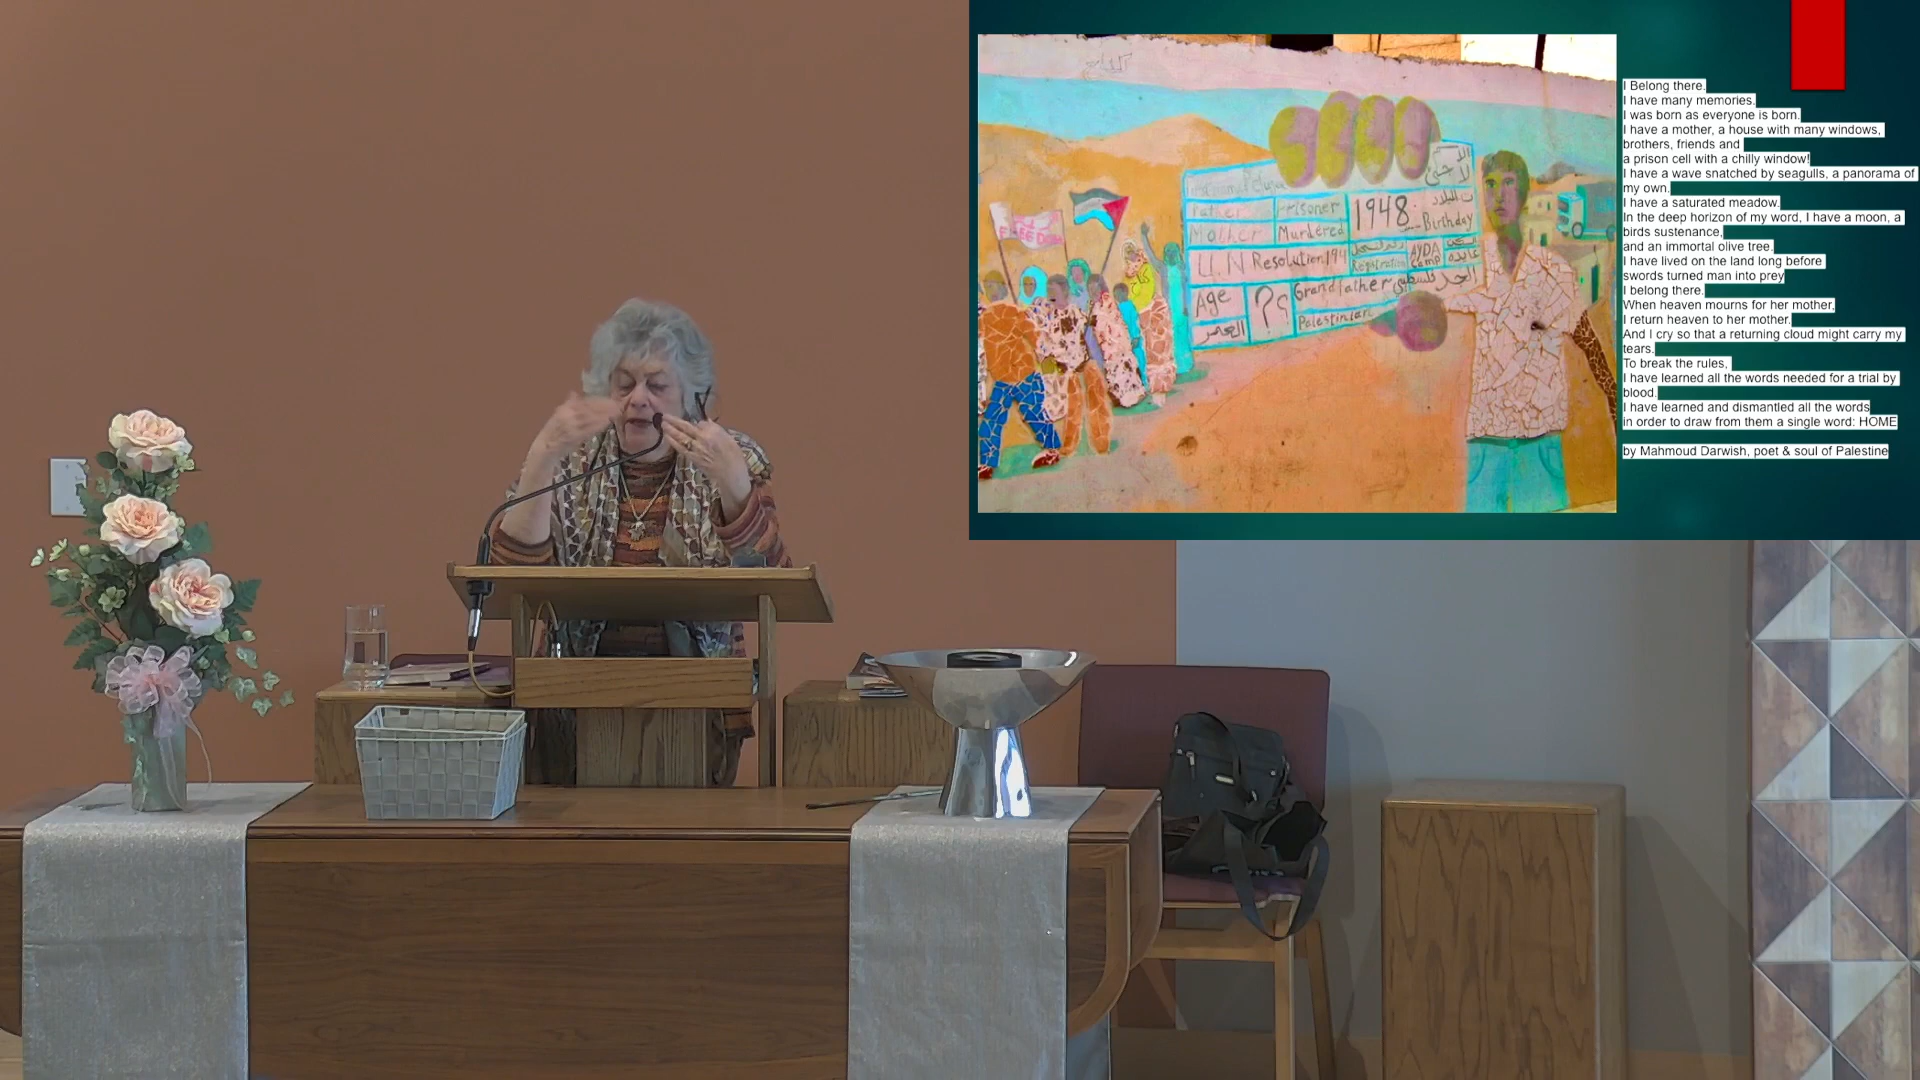 FREEDOM
Father
Prisoner
1948
Birthday
Mother
Murdered
U.N Resolution 194
Registration
AYDA
Camp
Age
??
Grandfather
العمر
Palestinian
I Belong there.
I have many memories.
I was born as everyone is born.
I have a mother, a house with many windows,
brothers, friends and
a prison cell with a chilly window!
I have a wave snatched by seagulls, a panorama of
my own.
I have a saturated meadow.
In the deep horizon of my word, I have a moon, a
birds sustenance,
and an immortal olive tree.
I have lived on the land long before
swords turned man into prey
I belong there.
When heaven mourns for her mother,
I return heaven to her mother.
And I cry so that a returning cloud might carry my
tears.
To break the rules,
I have learned all the words needed for a trial by
blood.
I have learned and dismantled all the words
in order to draw from them a single word: HOME
by Mahmoud Darwish, poet & soul of Palestine